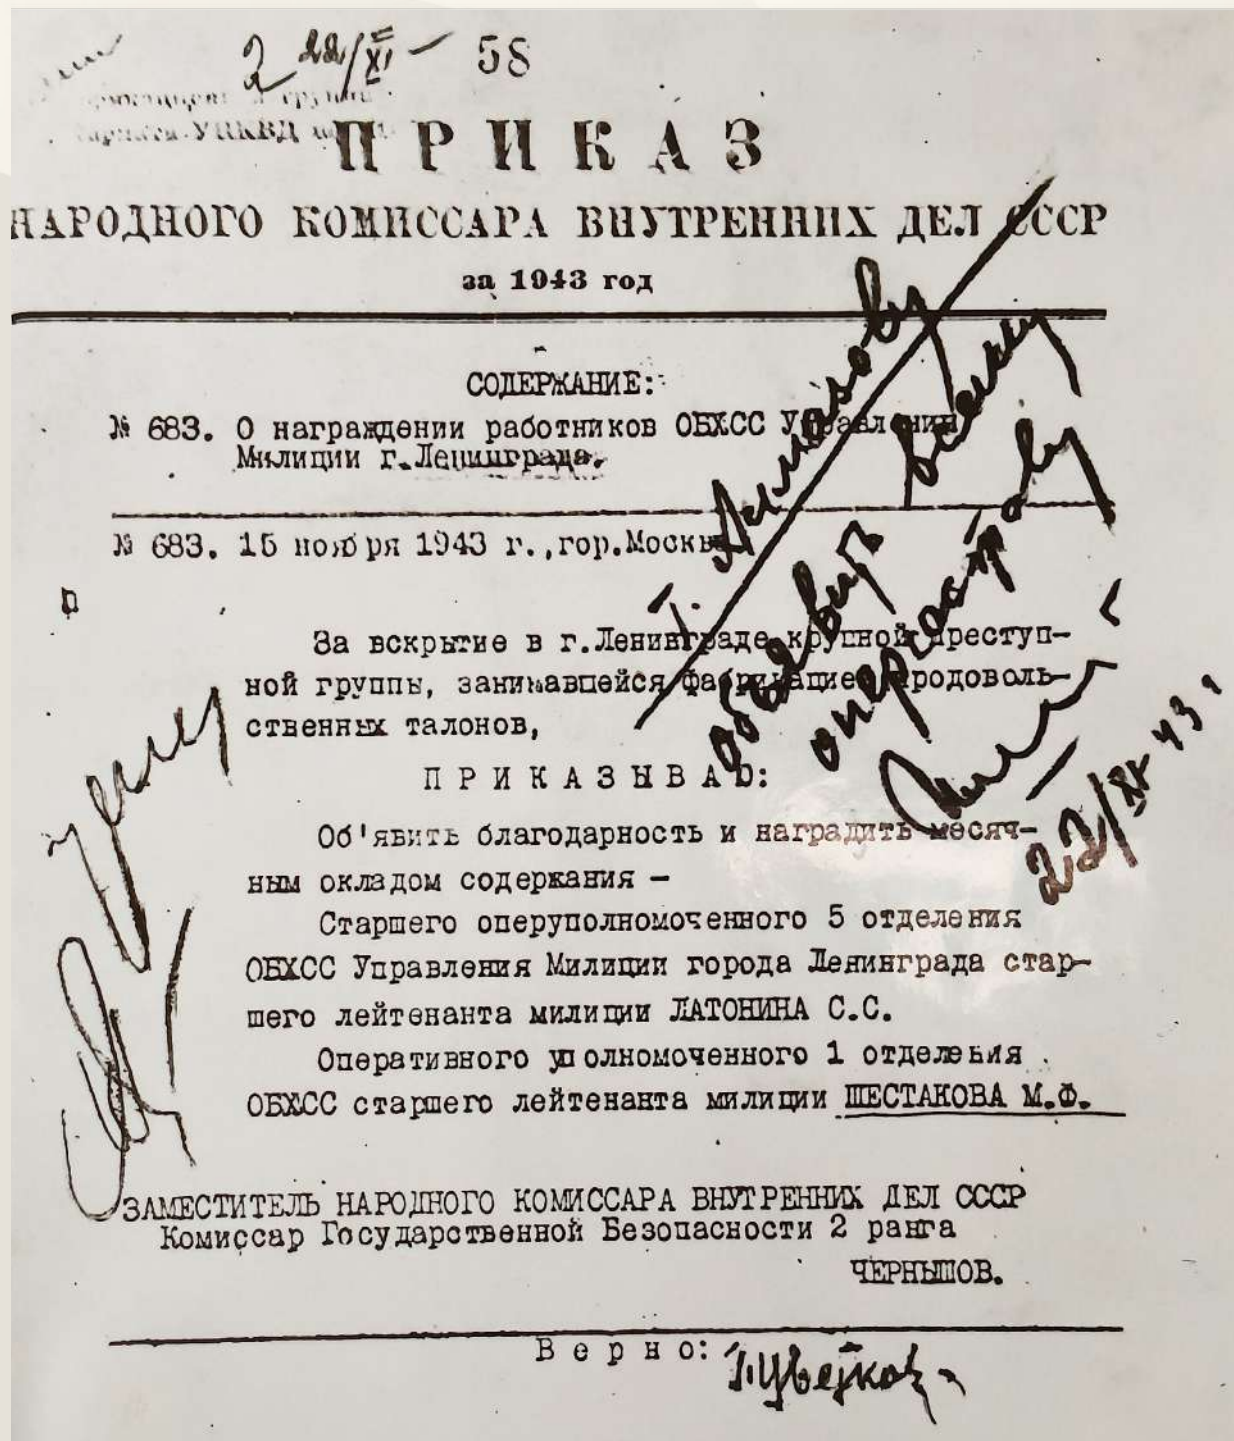 2 22/XI — 58
УНКВД
ПРИКАЗ
НАРОДНОГО КОМИССАРА ВНУТРЕННИХ ДЕЛ СССР
за 1943 год
СОДЕРЖАНИЕ:
№ 683. О награждении работников ОБХСС Управления
Милиции г.Ленинграда.
№ 683. 15 ноября 1943 г.,гор.Москва
За вскрытие в г.Ленинграде крупной преступ-
ной группы, занимавшейся фабрикацией продоволь-
ственных талонов,
ПРИКАЗЫВАЮ:
Об'явить благодарность и наградить месяч-
ным окладом содержания —
Старшего оперуполномоченного 5 отделения
ОБХСС Управления Милиции города Ленинграда стар-
шего лейтенанта милиции ЛАТОНИНА С.С.
Оперативного уполномоченного 1 отделения
ОБХСС старшего лейтенанта милиции ШЕСТАКОВА М.Ф.
ЗАМЕСТИТЕЛЬ НАРОДНОГО КОМИССАРА ВНУТРЕННИХ ДЕЛ СССР
Комиссар Государственной Безопасности 2 ранга
ЧЕРНЫШОВ.
Верно:
т.
объявить
оперсоставу
22/XI 43.